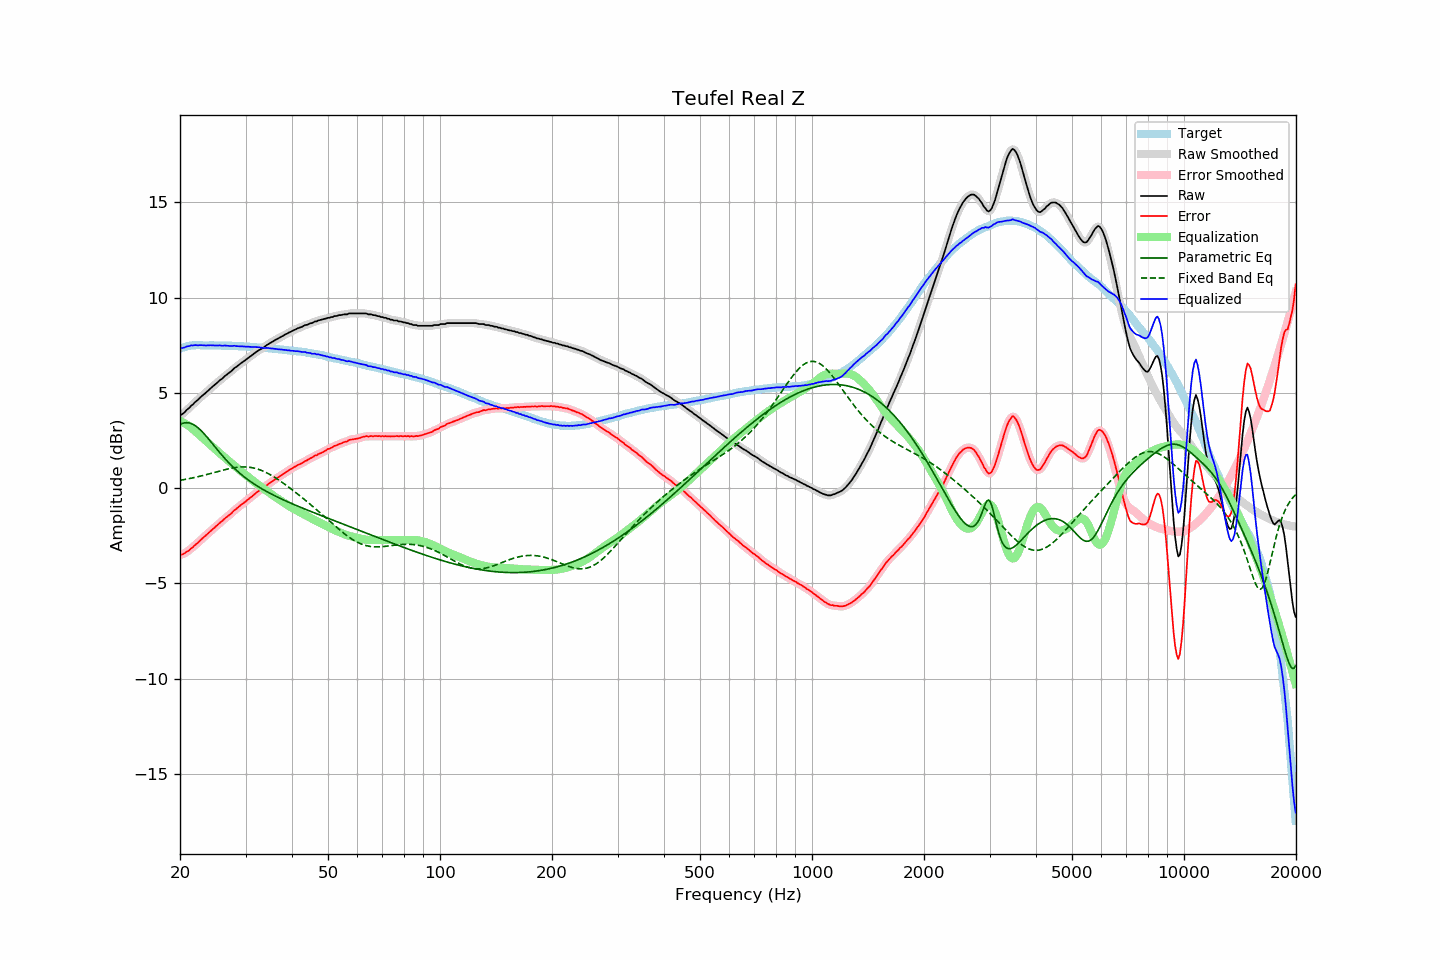 Teufel Real Z
Target
Raw Smoothed
Error Smoothed
Raw
Error
Equalization
Parametric Eq
Fixed Band Eq
Equalized
Amplitude (dBr)
15
10
5
0
−5
−10
−15
20 50 100 200 500 1000 2000 5000 10000 20000
Frequency (Hz)